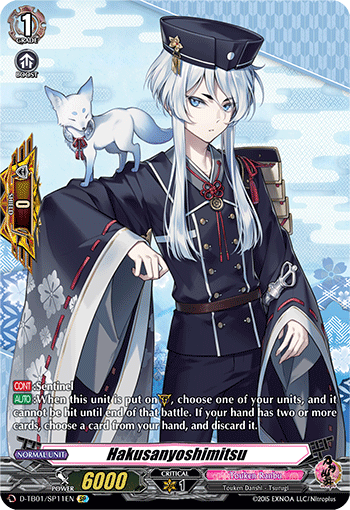 1
GRADE
BOOST
SHIELD
0
CONT Sentinel
AUTO :When this unit is put on , choose one of your units, and it
cannot be hit until end of that battle. If your hand has two or more
cards, choose a card from your hand, and discard it.
NORMAL UNIT
Hakusanyoshimitsu
POWER
6000
CRITICAL
1
Touken Ranbu
Touken Danshi - Tsurugi
D-TB01/SP11EN SP
©2015 EXNOA LLC/Nitroplus